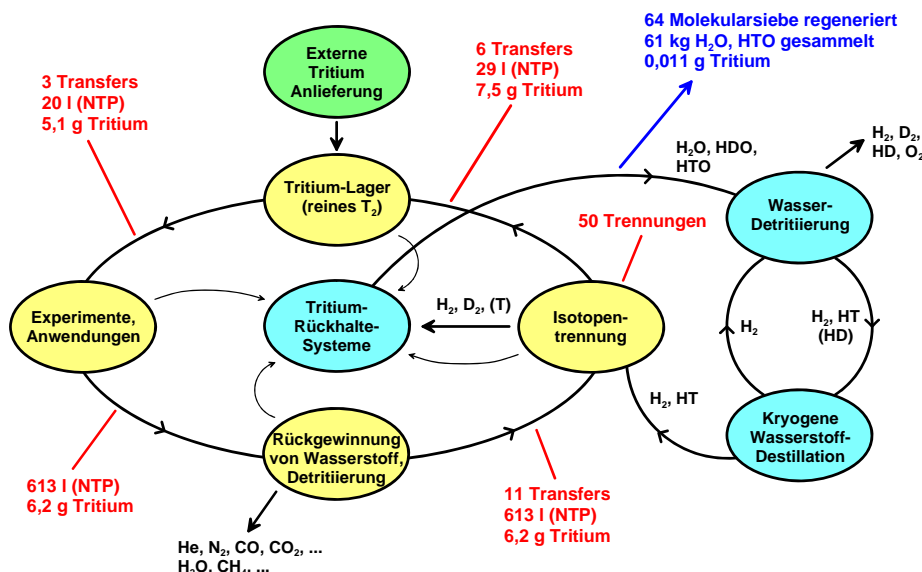 64 Molekularsiebe regeneriert
61 kg H₂O, HTO gesammelt
0,011 g Tritium
Externe
Tritium
Anlieferung
6 Transfers
29 l (NTP)
7,5 g Tritium
3 Transfers
20 l (NTP)
5,1 g Tritium
H₂O, HDO,
HTO
H₂, D₂,
HD, O₂
Tritium-Lager
(reines T₂)
Wasser-
Detritiierung
50 Trennungen
Experimente,
Anwendungen
Tritium-
Rückhalte-
Systeme
H₂, D₂, (T)
Isotopen-
trennung
H₂
H₂, HT
(HD)
H₂, HT
Kryogene
Wasserstoff-
Destillation
Rückgewinnung
von Wasserstoff,
Detritiierung
613 l (NTP)
6,2 g Tritium
11 Transfers
613 l (NTP)
6,2 g Tritium
He, N₂, CO, CO₂, ...
H₂O, CH₄, ...